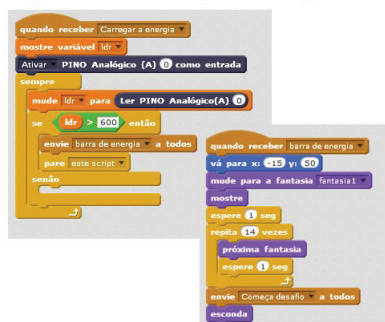 quando receber Carregar a energia
mostre variável ldr
Ativar PINO Analógico (A) 0 como entrada
sempre
mude ldr para Ler PINO Analógico(A) 0
se ldr > 600 então
envie barra de energia a todos
pare este script
senão
quando receber barra de energia
vá para x: -15 y: 50
mude para a fantasia fantasia1
mostre
espere 1 seg
repita 14 vezes
próxima fantasia
espere 1 seg
envie Começa desafio a todos
esconda